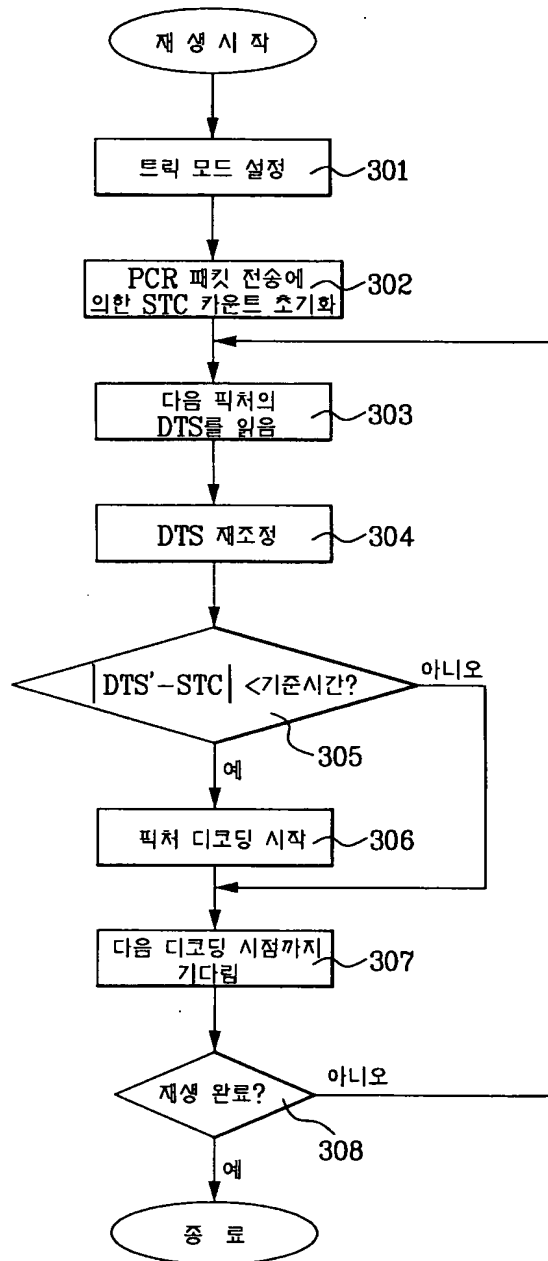 재 생 시 작
트릭 모드 설정
301
PCR 패킷 전송에
의한 STC 카운트 초기화
302
다음 픽처의
DTS를 읽음
303
DTS 재조정
304
|DTS'-STC| <기준시간?
아니오
305
예
픽처 디코딩 시작
306
다음 디코딩 시점까지
기다림
307
재생 완료?
아니오
308
예
종 료